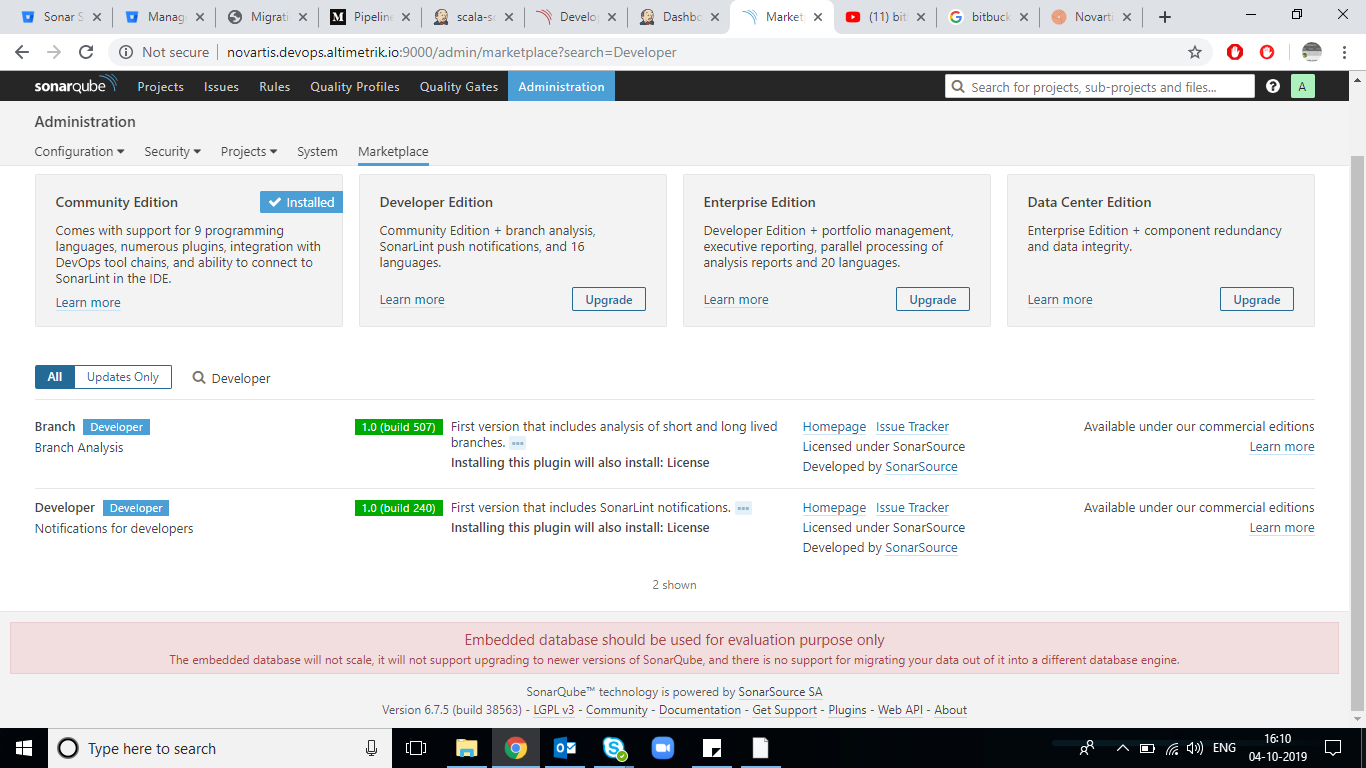 Sonar S
Manage
Migrati
Pipeline
scala-so
Develo
Dashbo
Market
(11) bit
bitbuck
Novarti
Not secure
novartis.devops.altimetrik.io:9000/admin/marketplace?search=Developer
sonarqube
Projects
Issues
Rules
Quality Profiles
Quality Gates
Administration
Search for projects, sub-projects and files...
?
A
Administration
Configuration
Security
Projects
System
Marketplace
Community Edition
Installed
Comes with support for 9 programming
languages, numerous plugins, integration with
DevOps tool chains, and ability to connect to
SonarLint in the IDE.
Learn more
Developer Edition
Community Edition + branch analysis,
SonarLint push notifications, and 16
languages.
Learn more
Upgrade
Enterprise Edition
Developer Edition + portfolio management,
executive reporting, parallel processing of
analysis reports and 20 languages.
Learn more
Upgrade
Data Center Edition
Enterprise Edition + component redundancy
and data integrity.
Learn more
Upgrade
All
Updates Only
Developer
Branch Developer
Branch Analysis
1.0 (build 507)
First version that includes analysis of short and long lived
branches. ...
Installing this plugin will also install: License
Homepage Issue Tracker
Licensed under SonarSource
Developed by SonarSource
Available under our commercial editions
Learn more
Developer Developer
Notifications for developers
1.0 (build 240)
First version that includes SonarLint notifications. ...
Installing this plugin will also install: License
Homepage Issue Tracker
Licensed under SonarSource
Developed by SonarSource
Available under our commercial editions
Learn more
2 shown
Embedded database should be used for evaluation purpose only
The embedded database will not scale, it will not support upgrading to newer versions of SonarQube, and there is no support for migrating your data out of it into a different database engine.
SonarQube™ technology is powered by SonarSource SA
Version 6.7.5 (build 38563) - LGPL v3 - Community - Documentation - Get Support - Plugins - Web API - About
Type here to search
ENG
16:10
04-10-2019